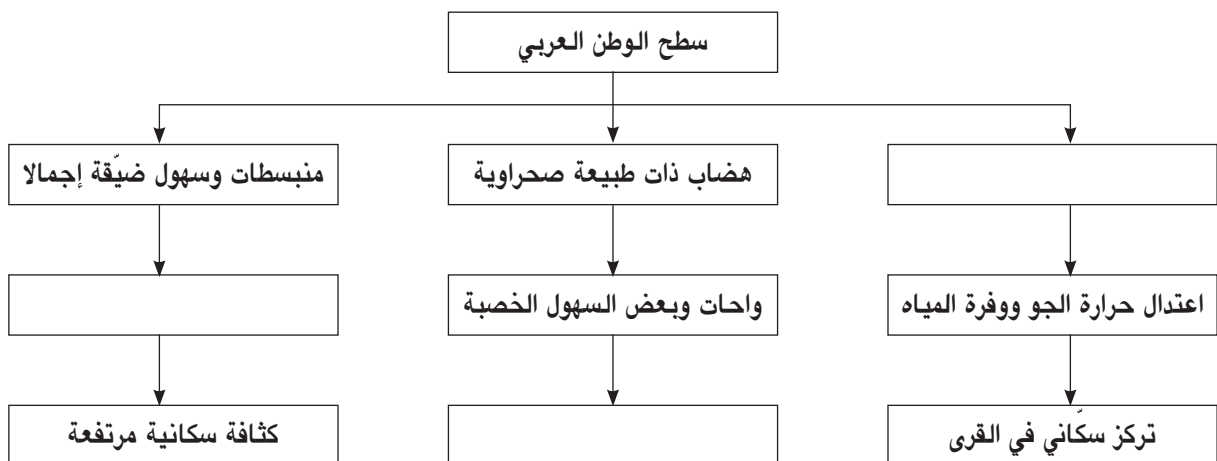 سطح الوطن العربي
هضاب ذات طبيعة صحراوية
منبسطات وسهول ضيّقة إجمالا
اعتدال حرارة الجو ووفرة المياه
واحات وبعض السهول الخصبة
تركز سكّاني في القرى
كثافة سكانية مرتفعة